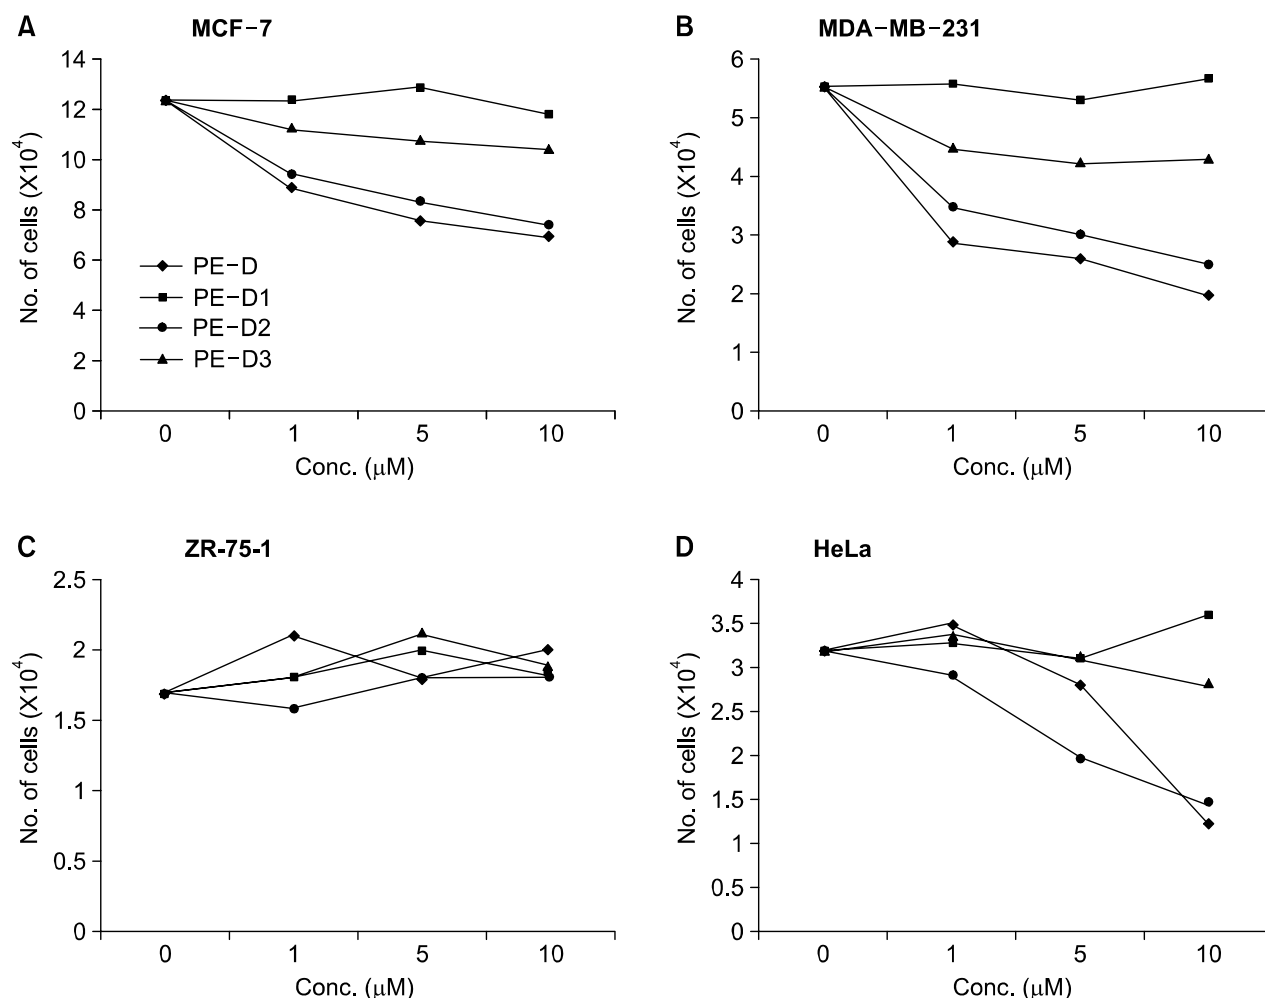 A MCF-7
14
12
10
8
6
4
2
0
No. of cells (X10⁴)
PE-D
PE-D1
PE-D2
PE-D3
0 1 5 10
Conc. (μM)
B MDA-MB-231
6
5
4
3
2
1
0
No. of cells (X10⁴)
0 1 5 10
Conc. (μM)
C ZR-75-1
2.5
2
1.5
1
0.5
0
No. of cells (X10⁴)
0 1 5 10
Conc. (μM)
D HeLa
4
3.5
3
2.5
2
1.5
1
0.5
0
No. of cells (X10⁴)
0 1 5 10
Conc. (μM)